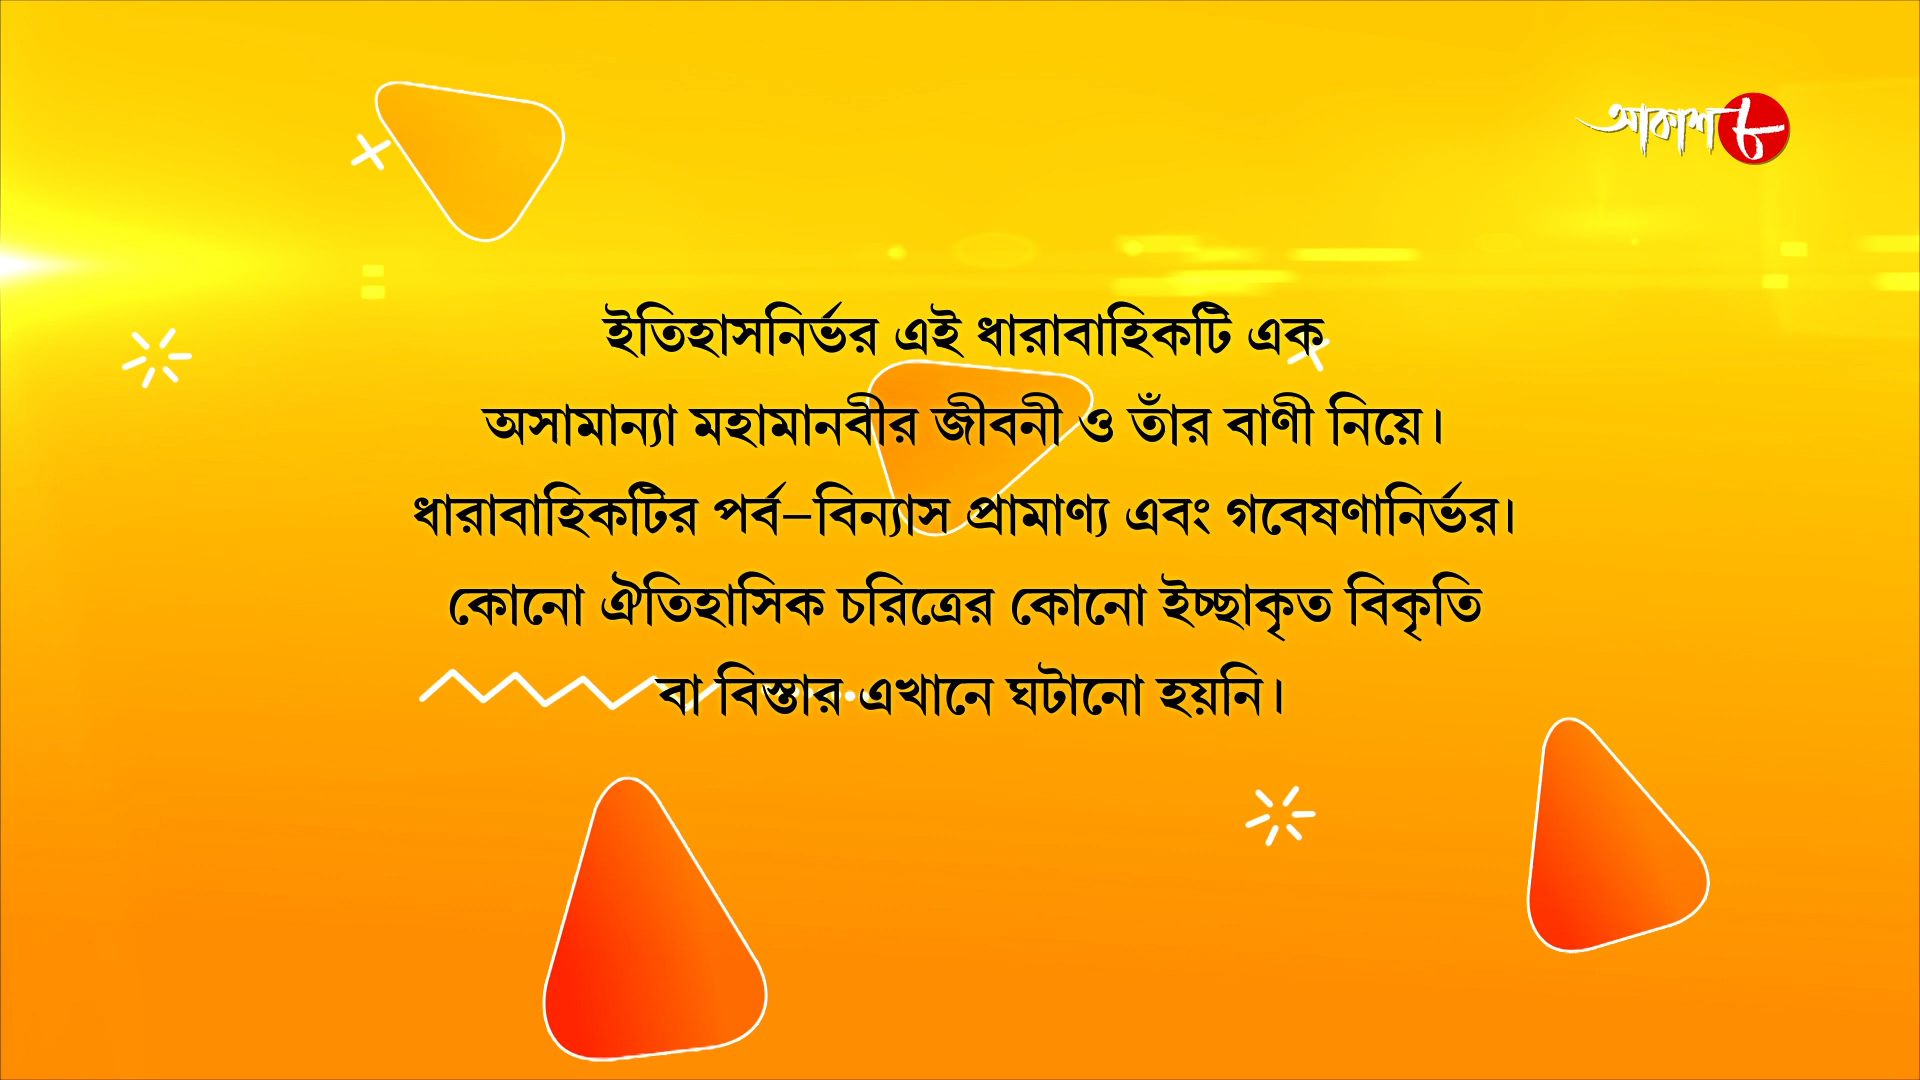 আকাশ ৮
ইতিহাসনির্ভর এই ধারাবাহিকটি এক
অসামান্যা মহামানবীর জীবনী ও তাঁর বাণী নিয়ে।
ধারাবাহিকটির পর্ব–বিন্যাস প্রামাণ্য এবং গবেষণানির্ভর।
কোনো ঐতিহাসিক চরিত্রের কোনো ইচ্ছাকৃত বিকৃতি
বা বিস্তার এখানে ঘটানো হয়নি।